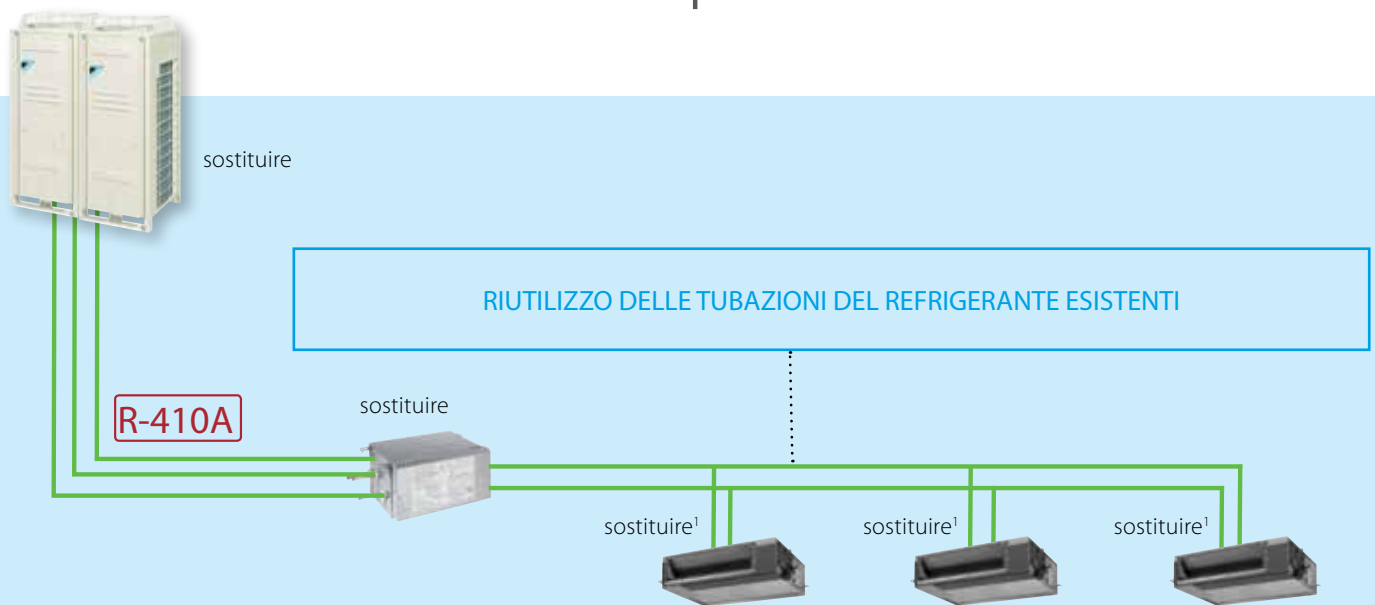 sostituire
RIUTILIZZO DELLE TUBAZIONI DEL REFRIGERANTE ESISTENTI
R-410A
sostituire
sostituire¹
sostituire¹
sostituire¹